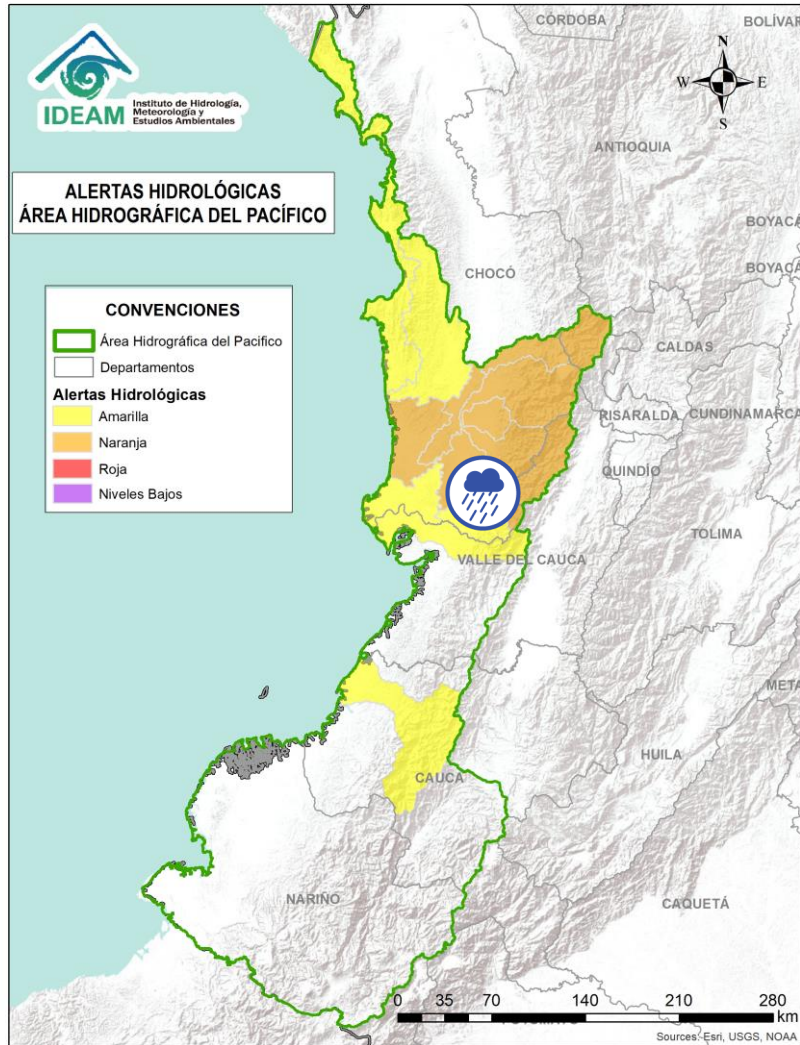 IDEAM
Instituto de Hidrología,
Meteorología y
Estudios Ambientales
ALERTAS HIDROLÓGICAS
ÁREA HIDROGRÁFICA DEL PACÍFICO
CONVENCIONES
Área Hidrográfica del Pacifico
Departamentos
Alertas Hidrológicas
Amarilla
Naranja
Roja
Niveles Bajos
N
W
E
S
CÓRDOBA
BOLÍVAR
ANTIOQUIA
BOYACÁ
BOYACÁ
CHOCÓ
CALDAS
RISARALDA
CUNDINAMARCA
QUINDÍO
TOLIMA
VALLE DEL CAUCA
META
HUILA
CAUCA
NARIÑO
CAQUETÁ
0 35 70 140 210 280
km
Sources: Esri, USGS, NOAA